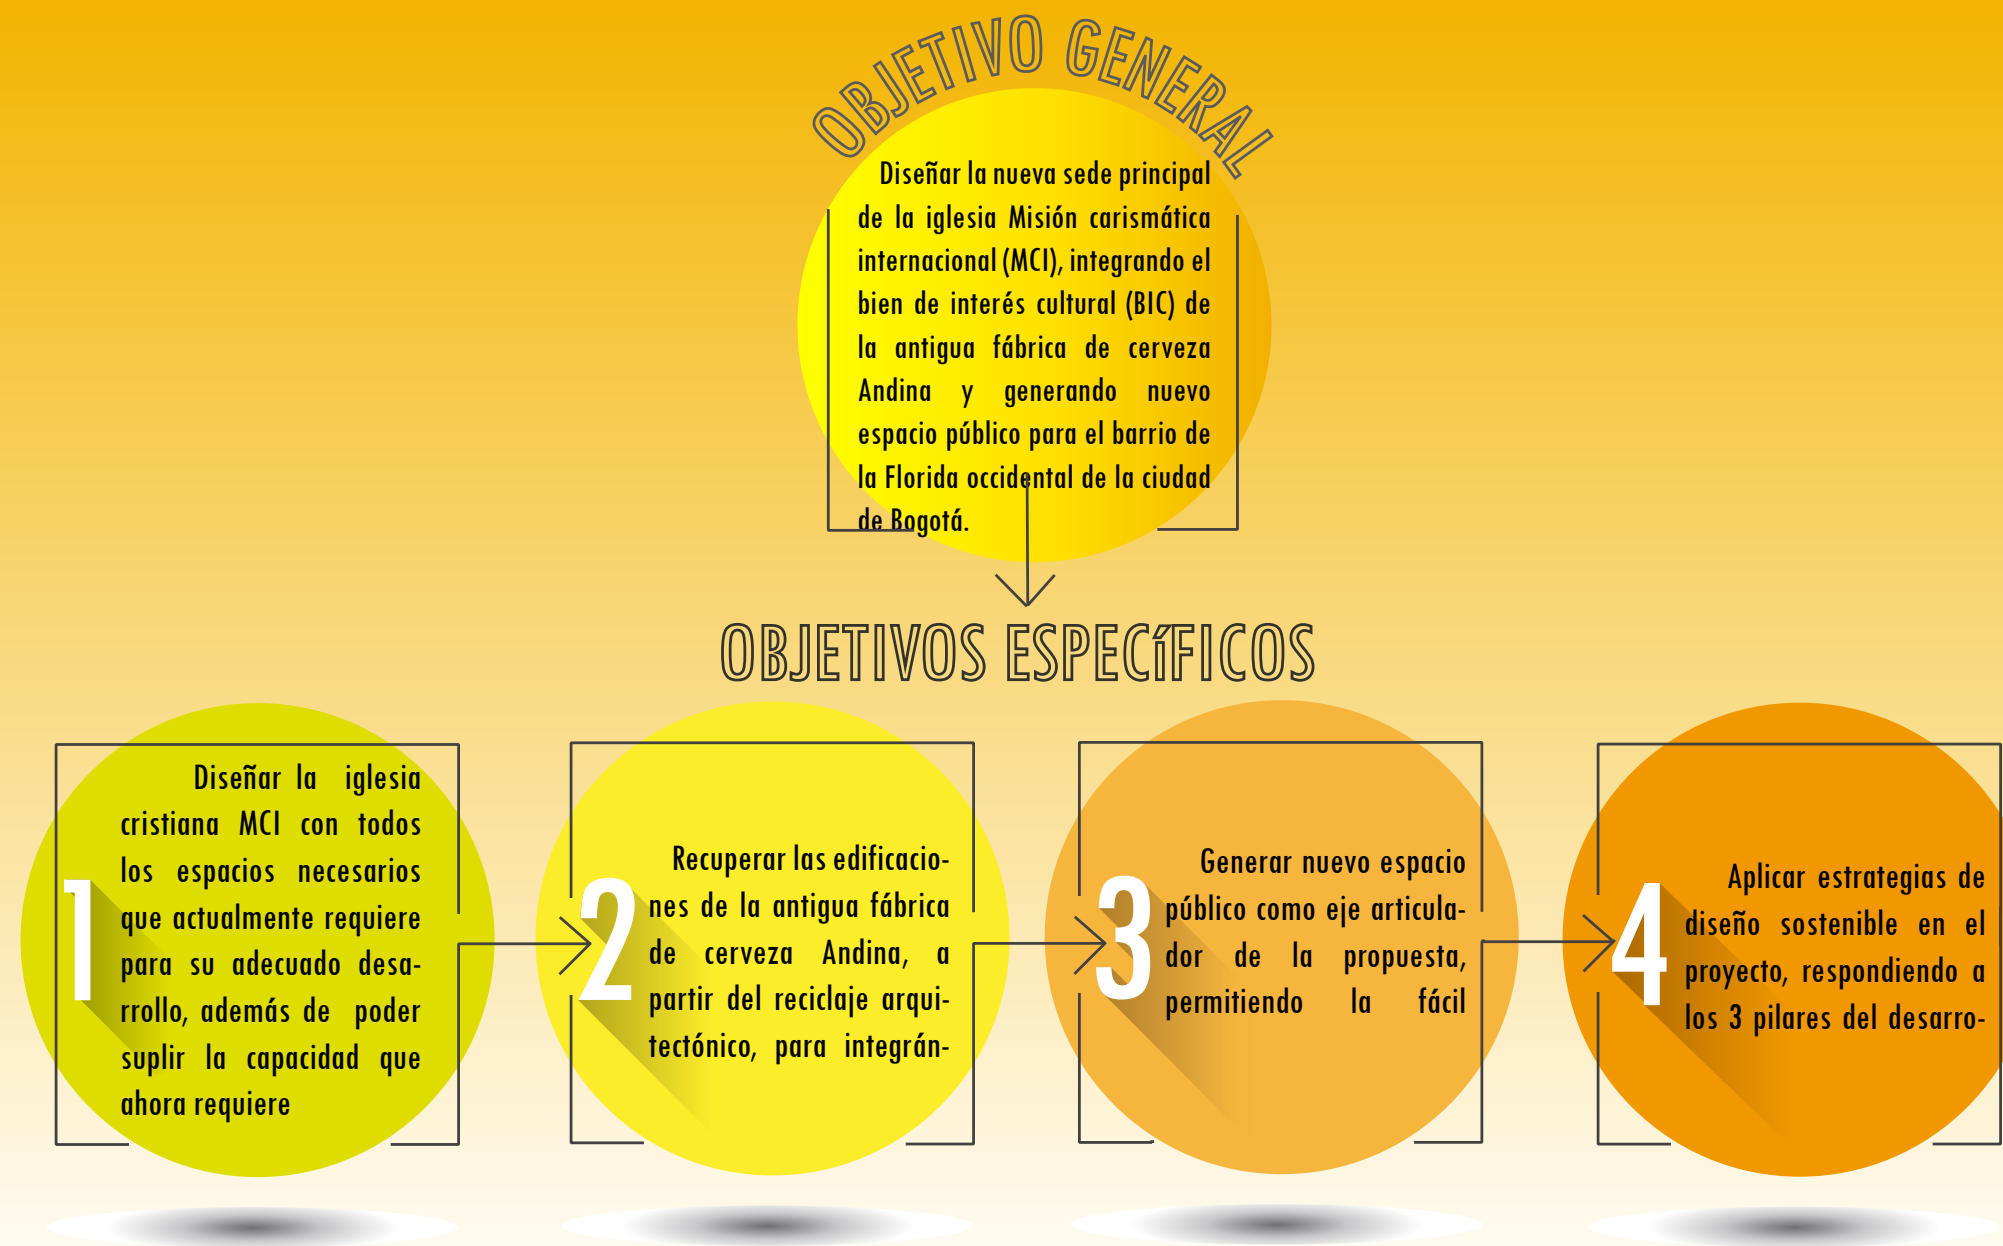 OBJETIVO GENERAL
Diseñar la nueva sede principal
de la iglesia Misión carismática
internacional (MCI), integrando el
bien de interés cultural (BIC) de
la antigua fábrica de cerveza
Andina y generando nuevo
espacio público para el barrio de
la Florida occidental de la ciudad
de Bogotá.
OBJETIVOS ESPECíFICOS
1
Diseñar la iglesia
cristiana MCI con todos
los espacios necesarios
que actualmente requiere
para su adecuado desa-
rrollo, además de poder
suplir la capacidad que
ahora requiere
2
Recuperar las edificacio-
nes de la antigua fábrica
de cerveza Andina, a
partir del reciclaje arqui-
tectónico, para integrán-
3
Generar nuevo espacio
público como eje articula-
dor de la propuesta,
permitiendo la fácil
4
Aplicar estrategias de
diseño sostenible en el
proyecto, respondiendo a
los 3 pilares del desarro-